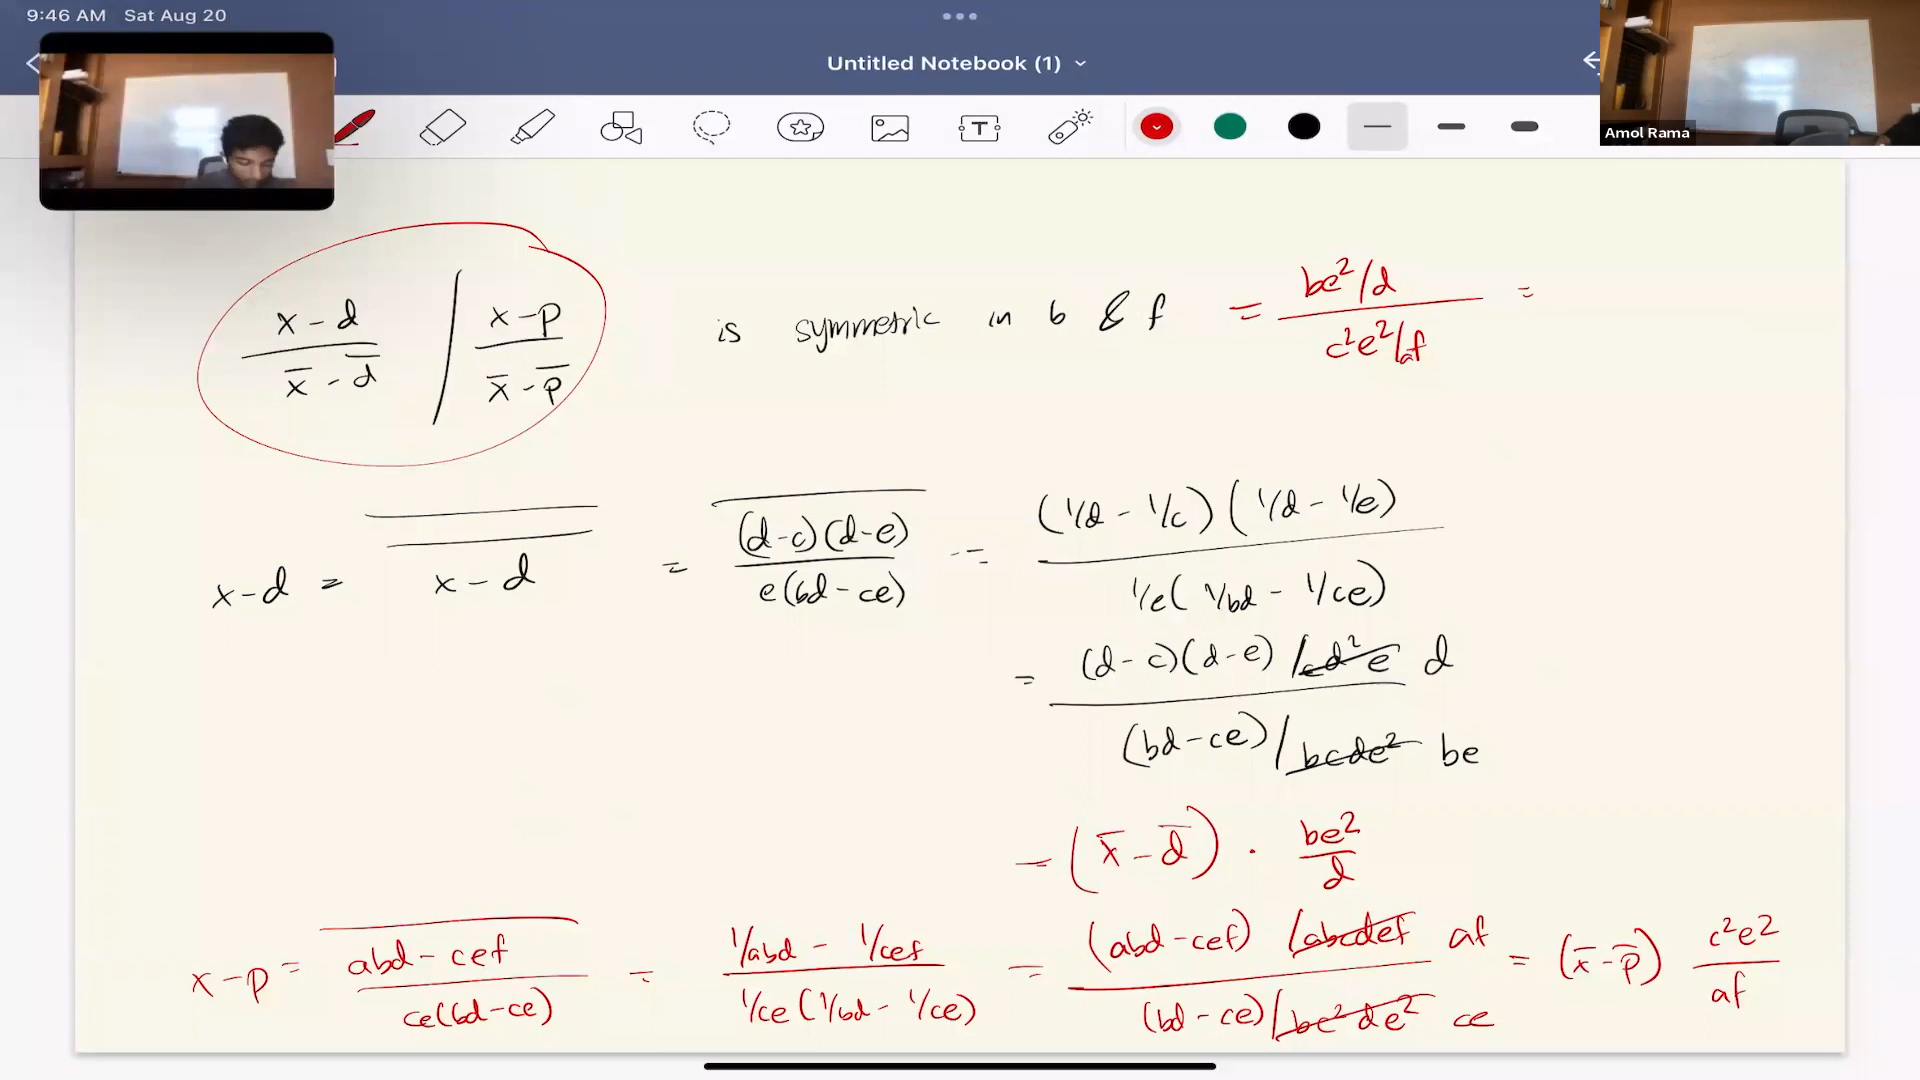 9:46 AM Sat Aug 20
Untitled Notebook (1)
Amol Rama
x - d / x̄ - d̄ / x - p / x̄ - p̄ is symmetric in b & f = be²/d / c²e²/af =
x-d = x - d = (d-c)(d-e) / e(bd-ce) = (1/d - 1/c)(1/d - 1/e) / 1/e(1/bd - 1/ce)
= (d-c)(d-e) /cd²e d / (bd-ce)/bcde² be
= (x̄ - d̄) · be²/d
x-p = abd-cef / ce(bd-ce) = 1/abd - 1/cef / 1/ce(1/bd - 1/ce) = (abd-cef) /abcdef af / (bd-ce)/bc²de² ce = (x̄-p̄) c²e²/af